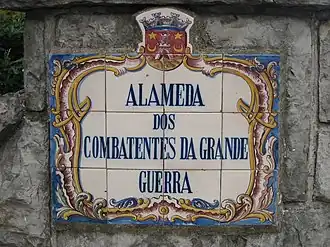 ALAMEDA
DOS
COMBATENTES DA GRANDE
GUERRA